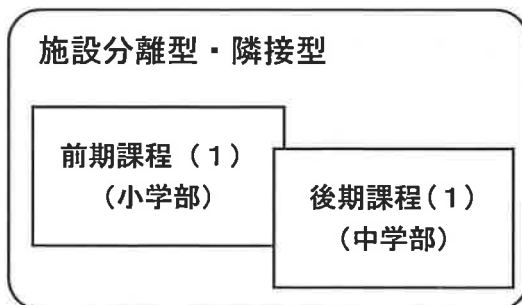 施設分離型・隣接型
前期課程（１）
（小学部）
後期課程（１）
（中学部）